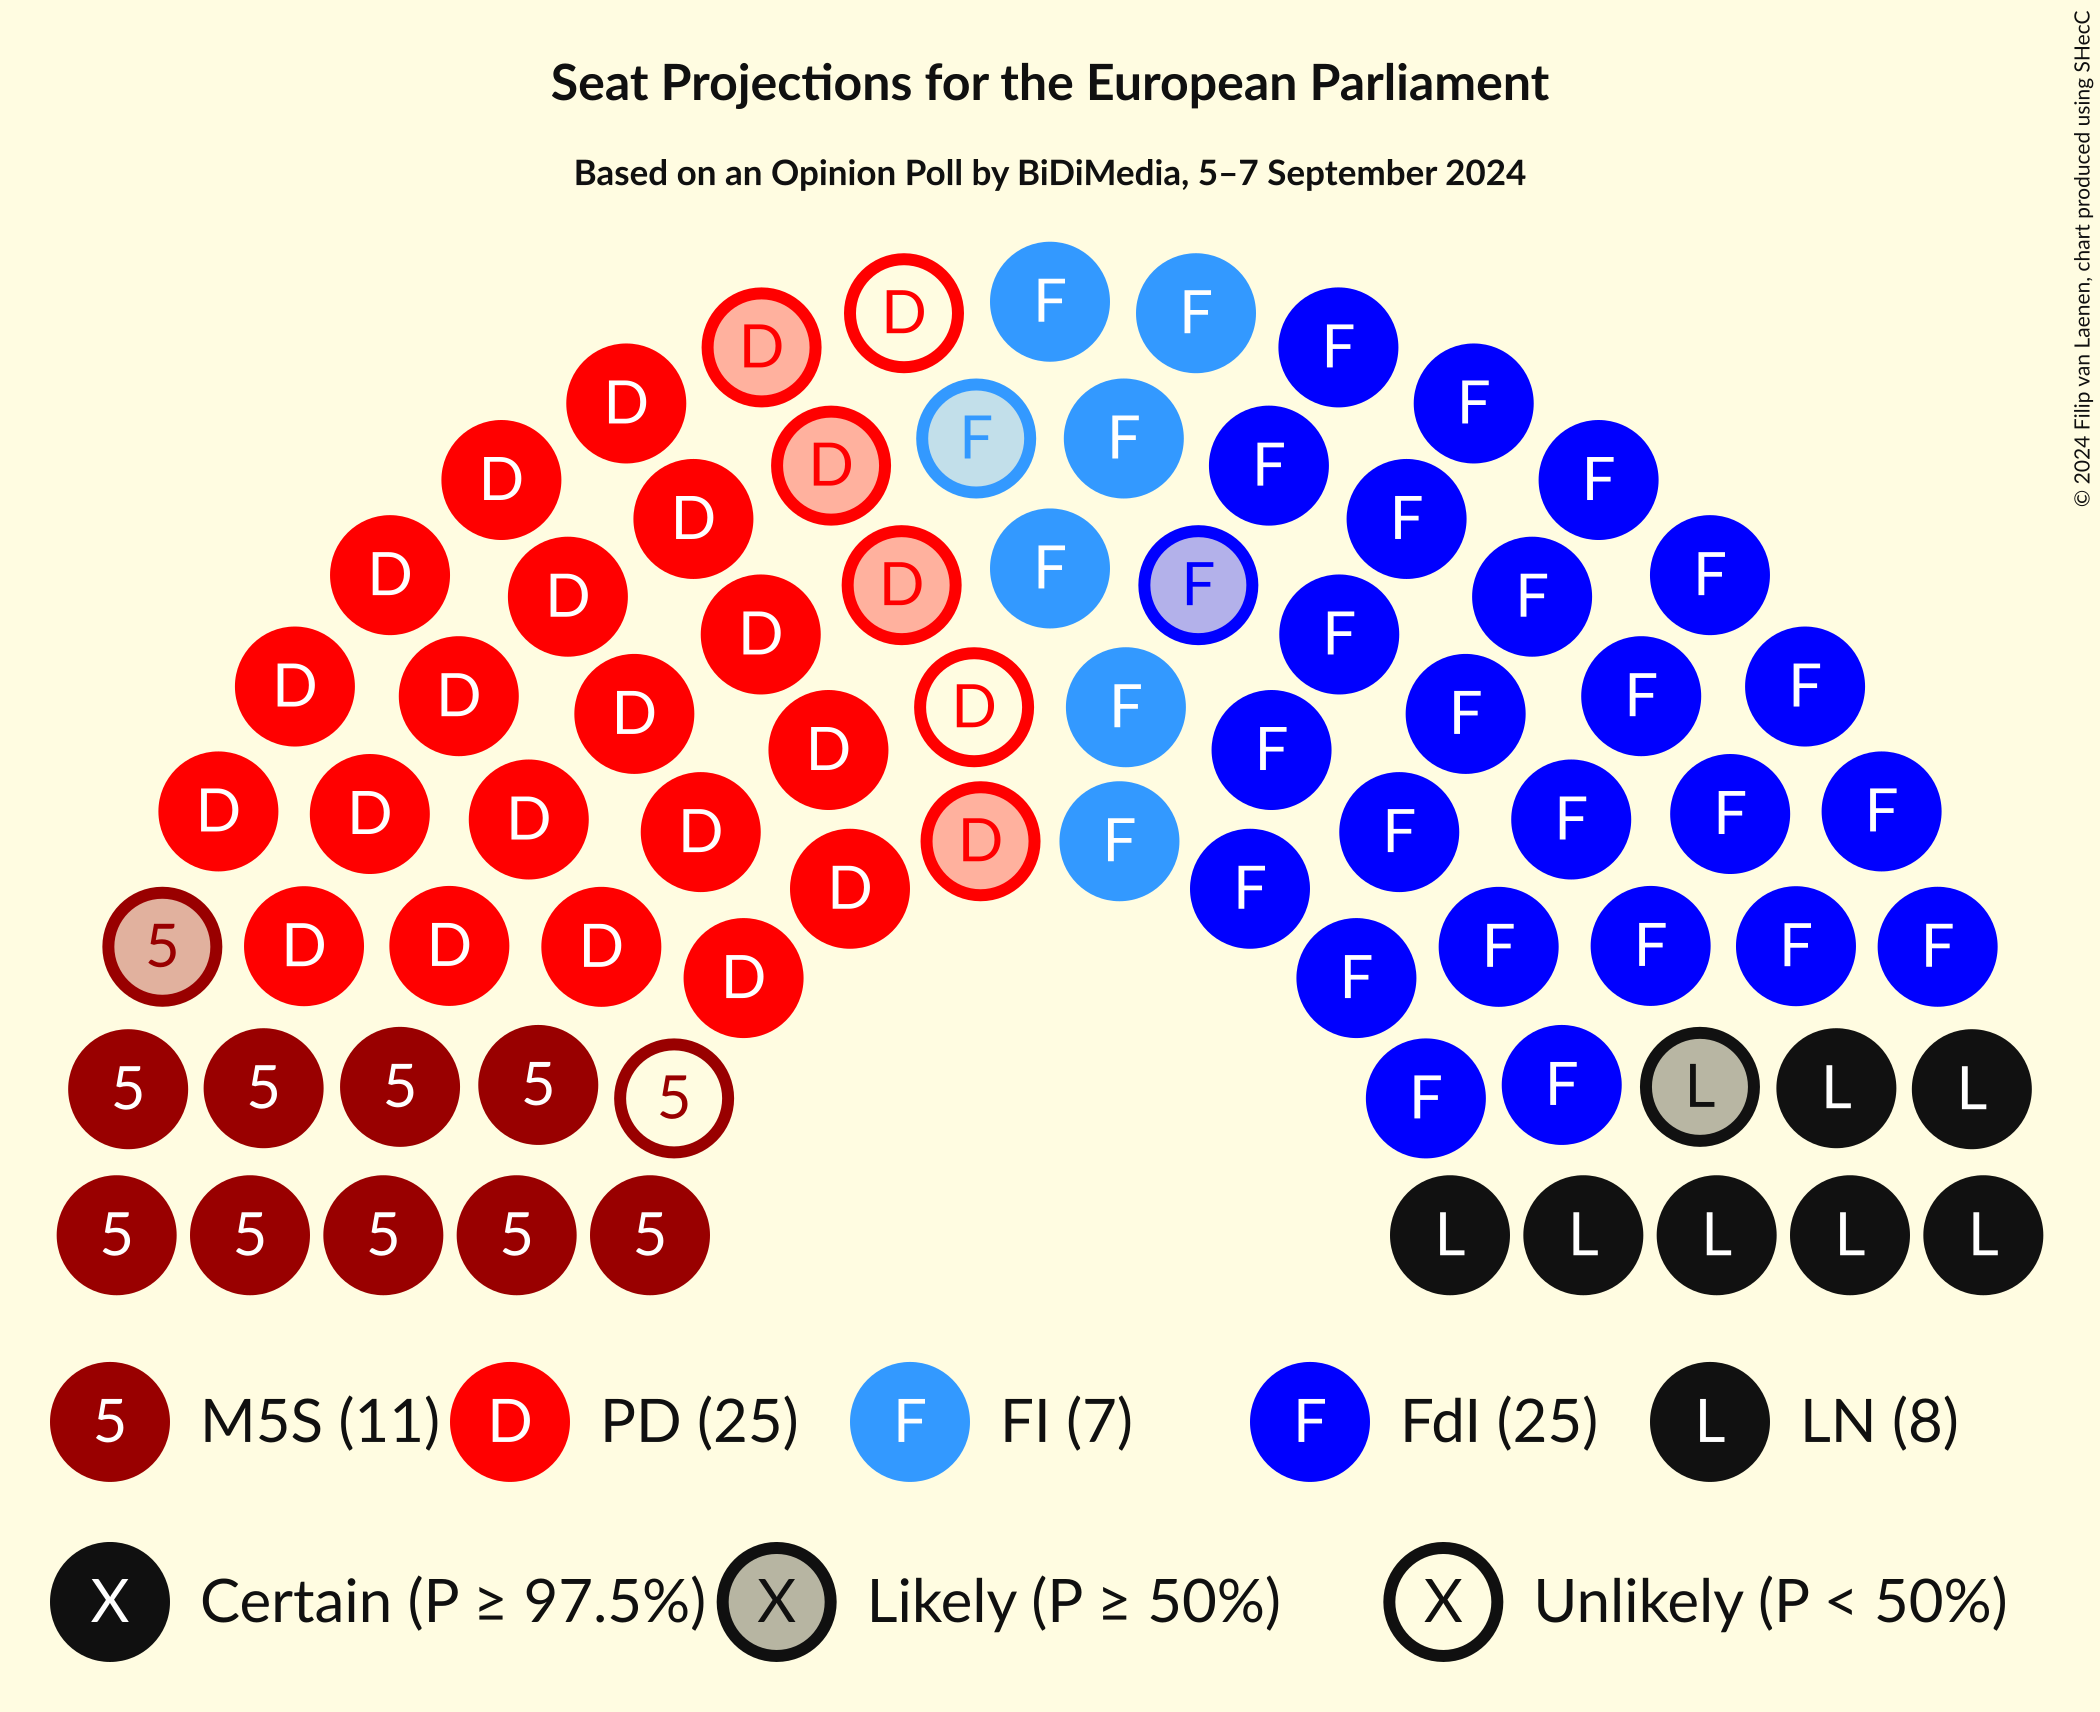 Seat Projections for the European Parliament
Based on an Opinion Poll by BiDiMedia, 5–7 September 2024
© 2024 Filip van Laenen, chart produced using SHecC
D F F
D F
D F
D F F F
D D F F
D F D F F F
D F
D D F F
D D F F
D D D F F F
D F
D D D D F F F F
D F
5 D D D F F F F
D F
5 5 5 5 5 F F L L L
5 5 5 5 5 L L L L L
5 M5S (11) D PD (25) F FI (7) F FdI (25) L LN (8)
X Certain (P ≥ 97.5%) X Likely (P ≥ 50%) X Unlikely (P < 50%)